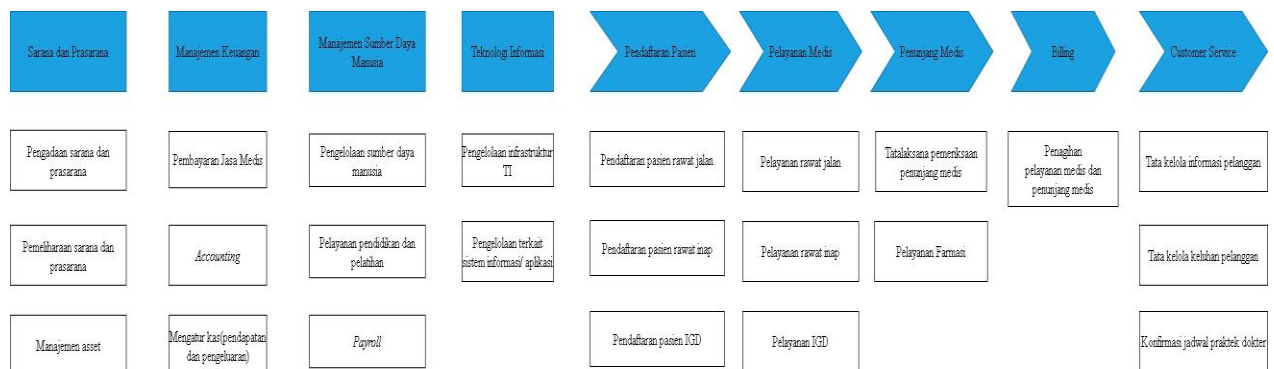 Sarana dan Prasarana
Manajemen Keuangan
Manajemen Sumber Daya
Manusia
Teknologi Informasi
Pendaftaran Pasien
Pelayanan Medis
Penunjang Medis
Billing
Customer Service
Pengadaan sarana dan
prasarana
Pembayaran Jasa Medis
Pengelolaan sumber daya
manusia
Pengelolaan infrastruktur
TI
Pendaftaran pasien rawat jalan
Pelayanan rawat jalan
Tatalaksana pemeriksaan
penunjang medis
Penagihan
pelayanan medis dan
penunjang medis
Tata kelola informasi pelanggan
Pemeliharaan sarana dan
prasarana
Accounting
Pelayanan pendidikan dan
pelatihan
Pengelolaan terkait
sistem informasi/ aplikasi
Pendaftaran pasien rawat inap
Pelayanan rawat inap
Pelayanan Farmasi
Tata kelola keluhan pelanggan
Manajemen asset
Mengatur kas(pendapatan
dan pengeluaran)
Payroll
Pendaftaran pasien IGD
Pelayanan IGD
Konfirmasi jadwal praktek dokter